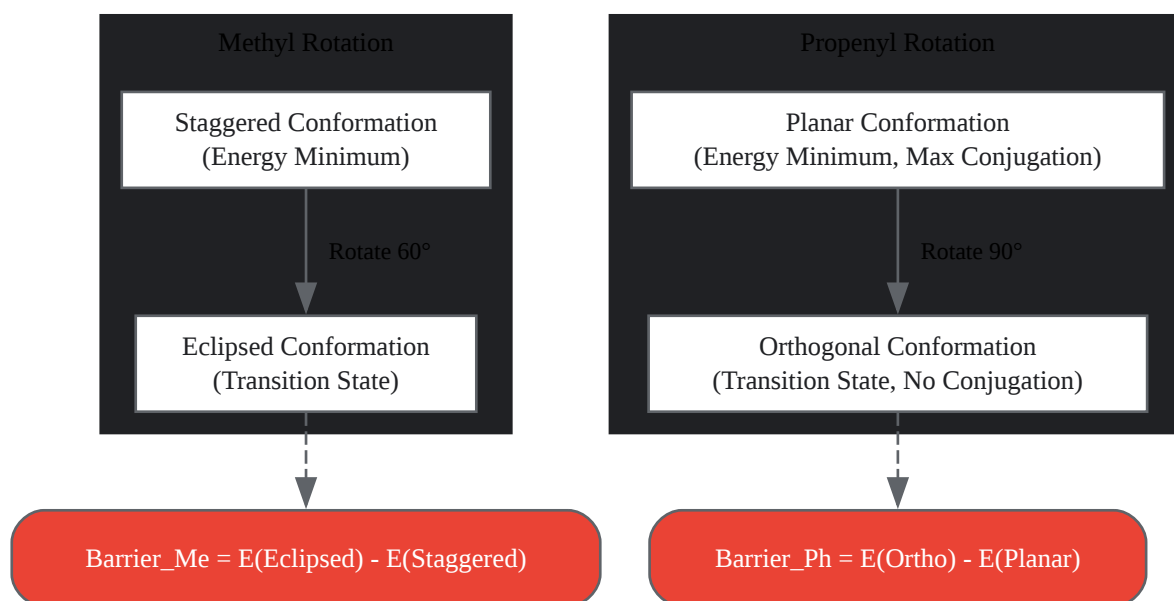 Methyl Rotation
Staggered Conformation
(Energy Minimum)
Rotate 60°
Eclipsed Conformation
(Transition State)
Barrier_Me = E(Eclipsed) - E(Staggered)
Propenyl Rotation
Planar Conformation
(Energy Minimum, Max Conjugation)
Rotate 90°
Orthogonal Conformation
(Transition State, No Conjugation)
Barrier_Ph = E(Ortho) - E(Planar)